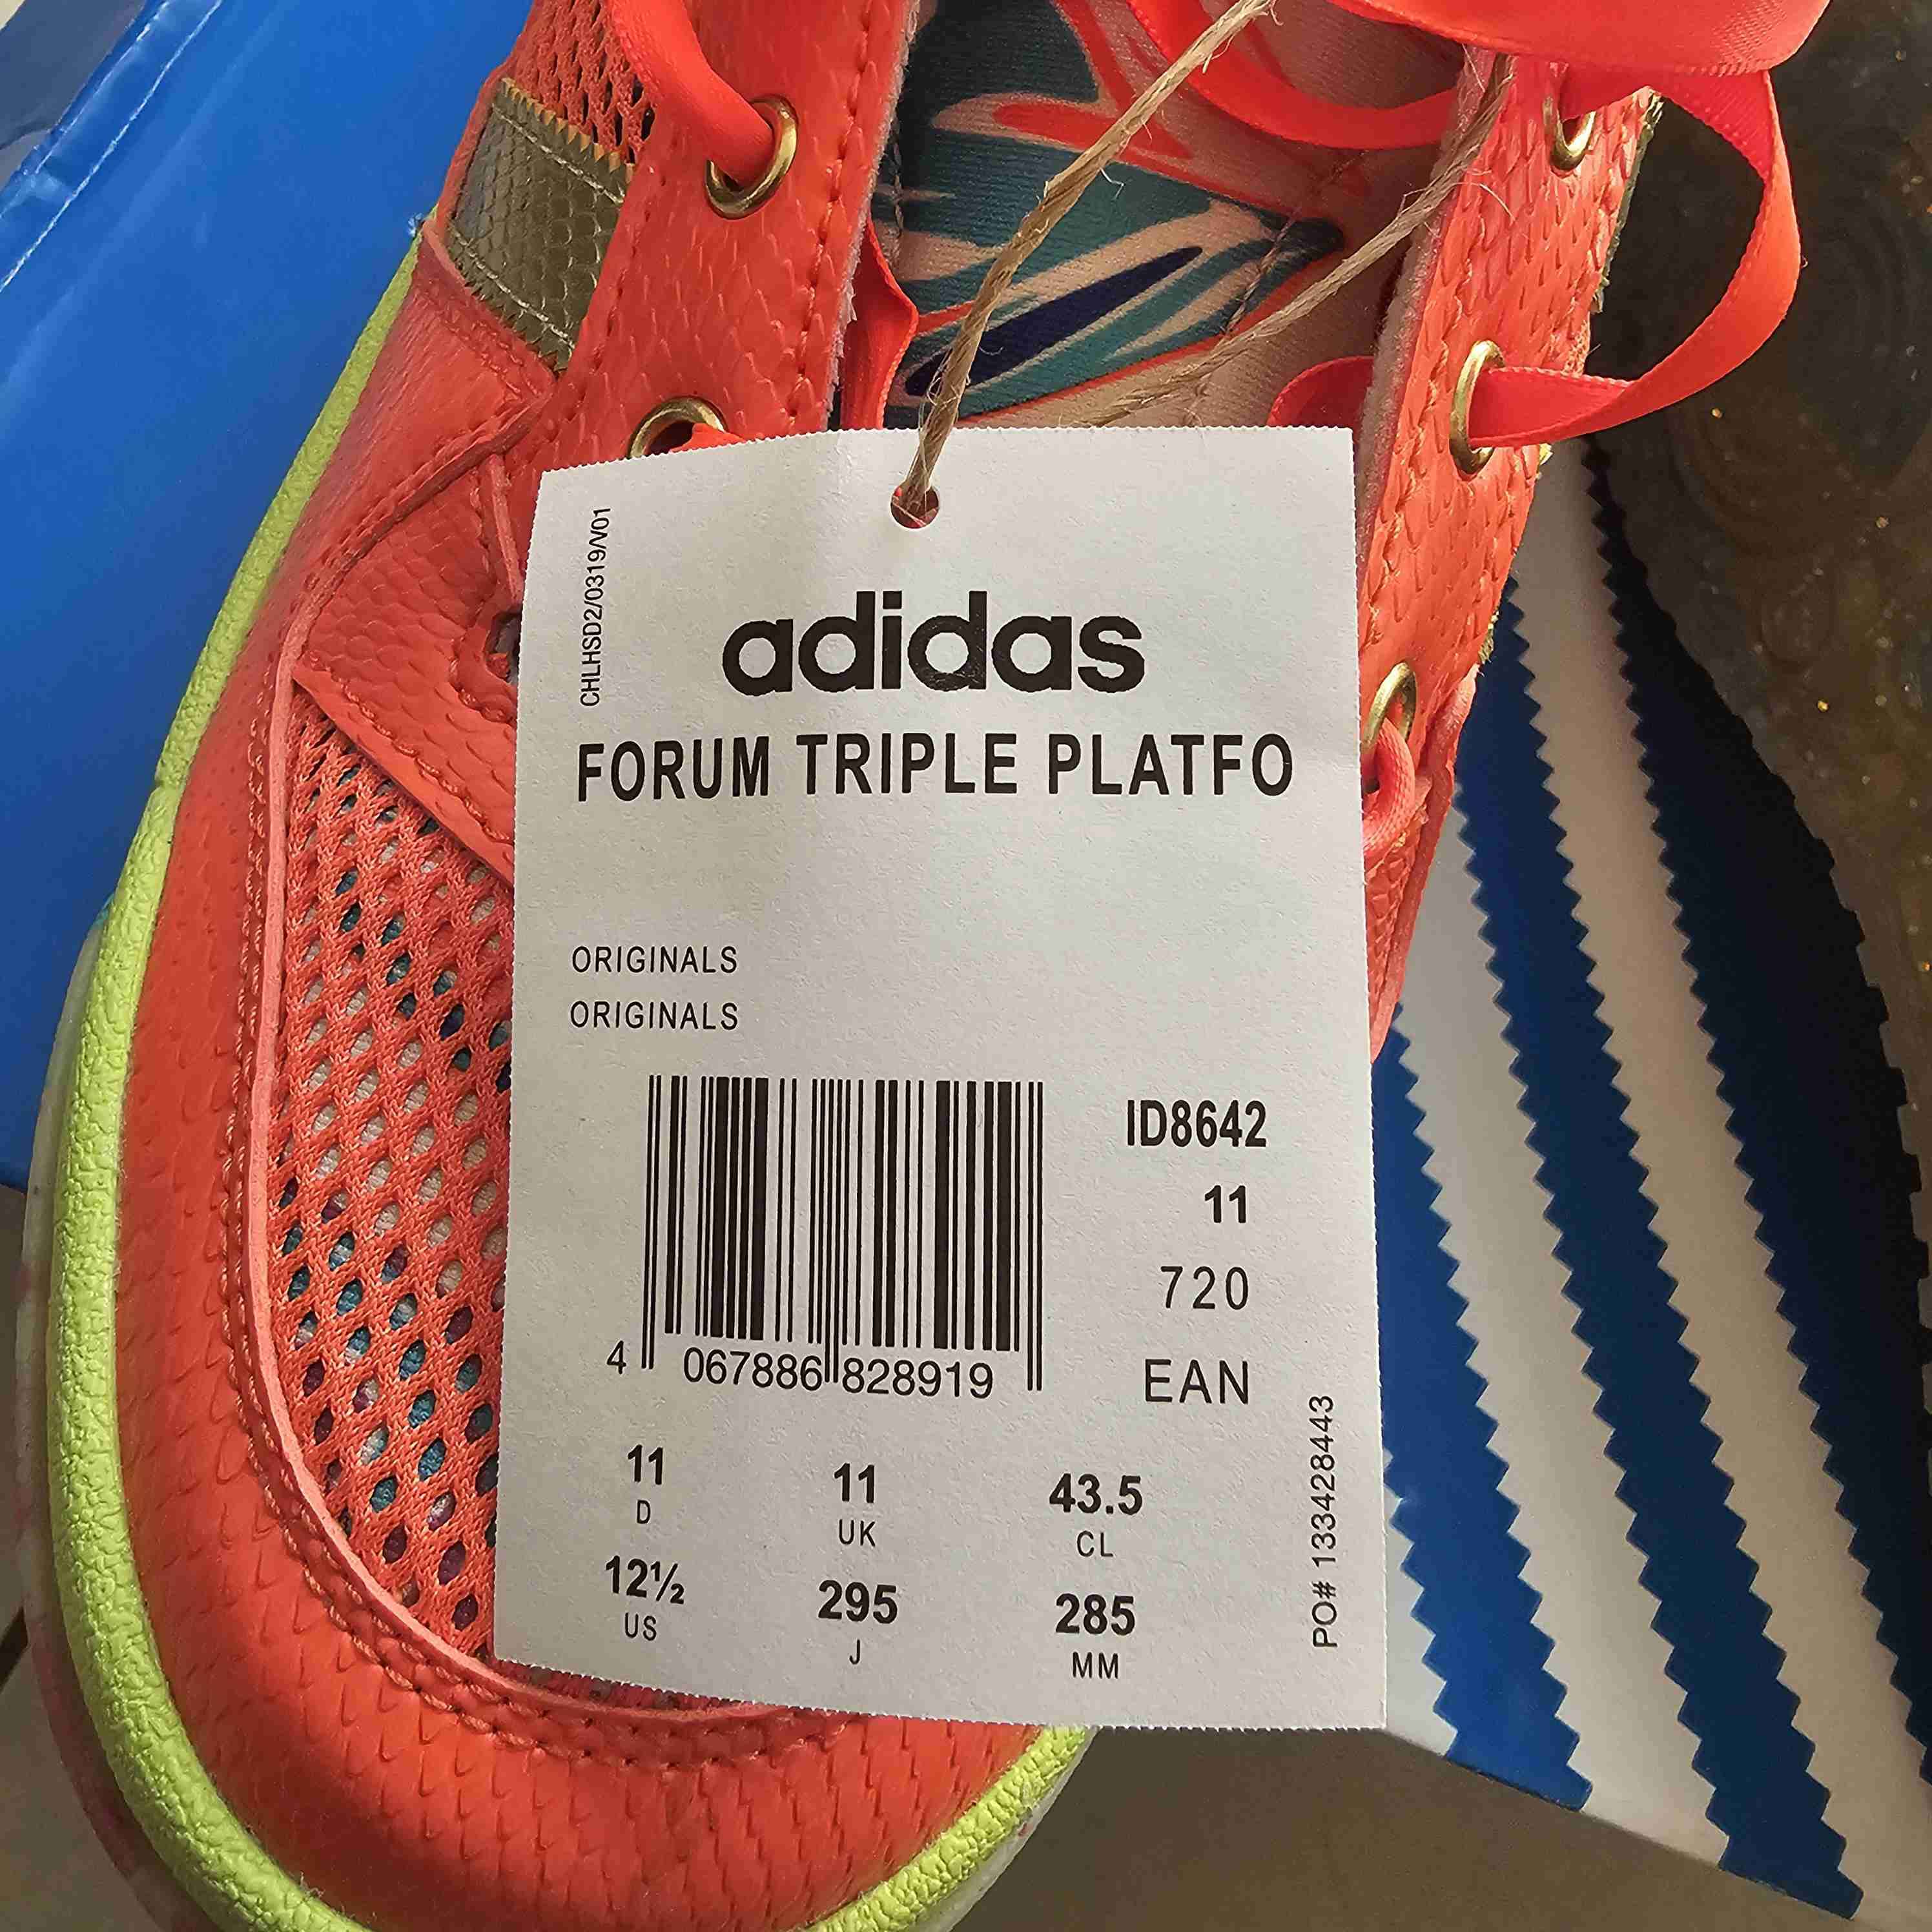 CHLHSD2/0319/V01
adidas
FORUM TRIPLE PLATFO
ORIGINALS
ORIGINALS
ID8642
11
720
EAN
4 067886 828919
11 11 43.5
D UK CL
12½ 295 285
US J MM
PO# 133428443